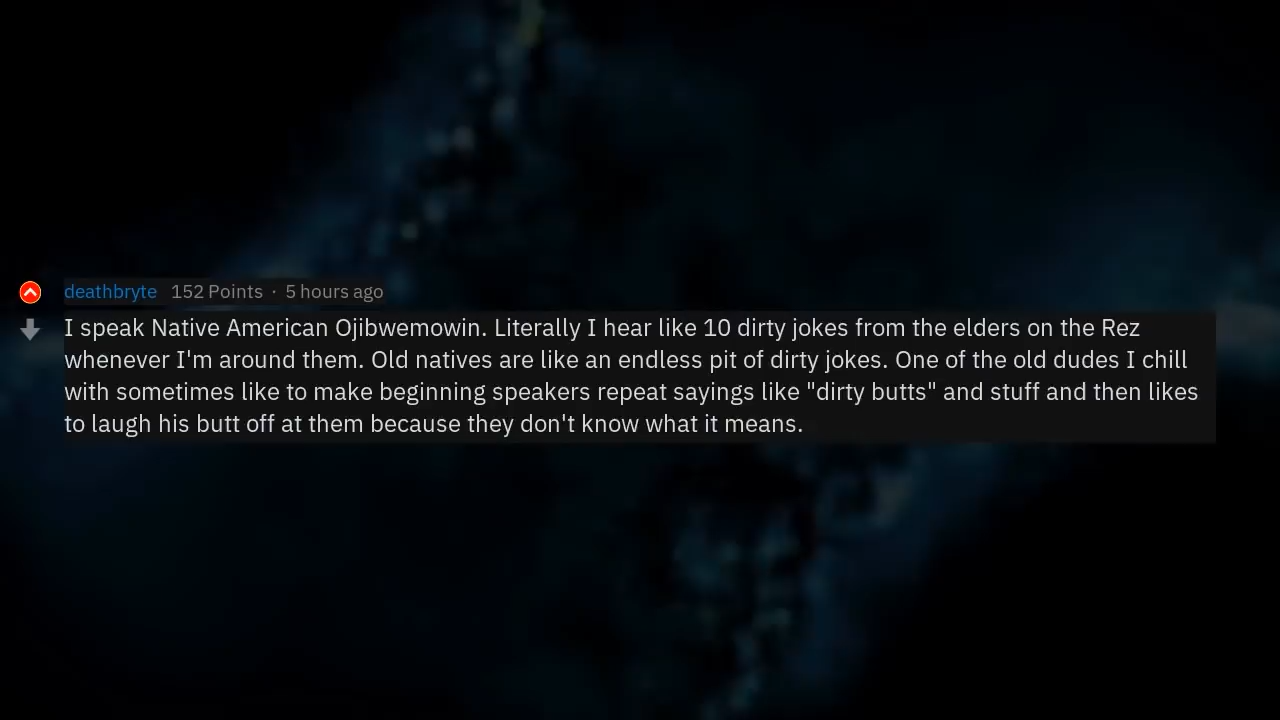 deathbryte 152 Points · 5 hours ago
I speak Native American Ojibwemowin. Literally I hear like 10 dirty jokes from the elders on the Rez
whenever I'm around them. Old natives are like an endless pit of dirty jokes. One of the old dudes I chill
with sometimes like to make beginning speakers repeat sayings like "dirty butts" and stuff and then likes
to laugh his butt off at them because they don't know what it means.